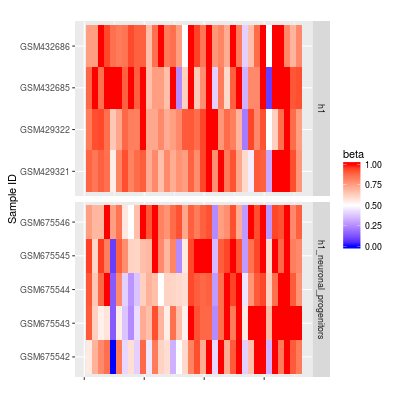 GSM432686
GSM432685
GSM429322
GSM429321
h1
GSM675546
GSM675545
GSM675544
GSM675543
GSM675542
h1_neuronal_progenitors
Sample ID
beta
1.00
0.75
0.50
0.25
0.00